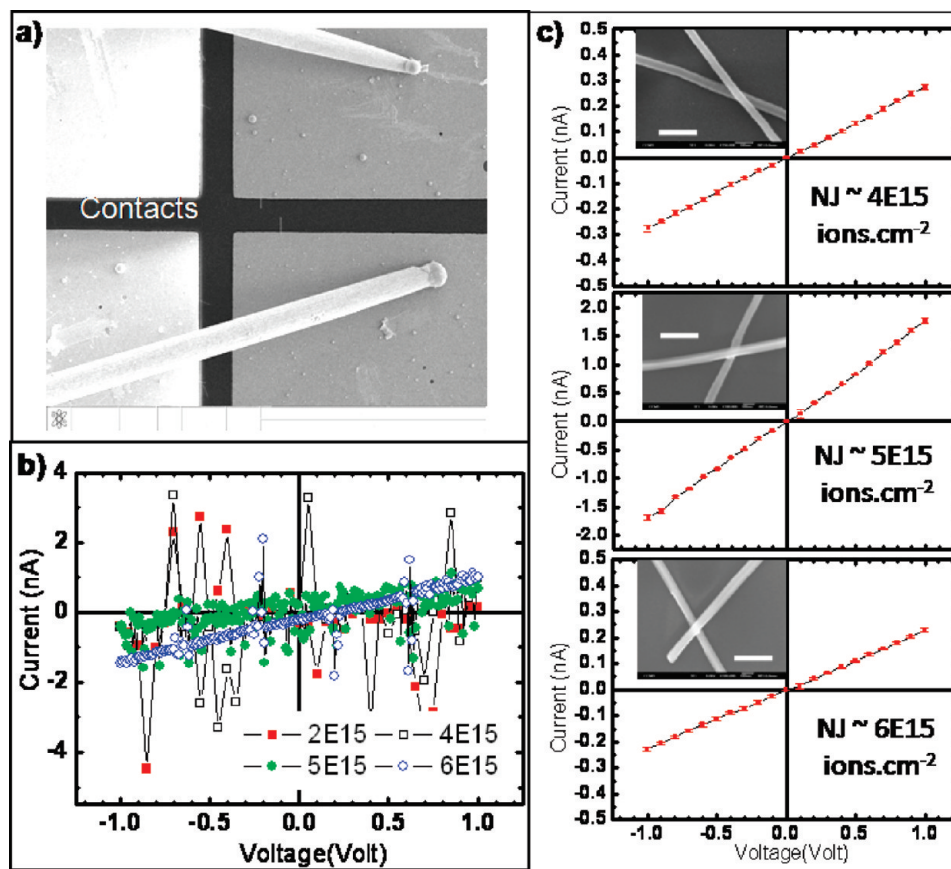 a)
Contacts
b)
Current (nA)
4
2
0
-2
-4
2E15
4E15
5E15
6E15
-1.0
-0.5
0.0
0.5
1.0
Voltage(Volt)
c)
Current (nA)
0.5
0.4
0.3
0.2
0.1
0.0
-0.1
-0.2
-0.3
-0.4
-0.5
NJ ~ 4E15
ions.cm⁻²
Current (nA)
2.0
1.5
1.0
0.5
0.0
-0.5
-1.0
-1.5
-2.0
NJ ~ 5E15
ions.cm⁻²
Current (nA)
0.5
0.4
0.3
0.2
0.1
0.0
-0.1
-0.2
-0.3
-0.4
-0.5
NJ ~ 6E15
ions.cm⁻²
-1.0
-0.5
0.0
0.5
1.0
Voltage(Volt)